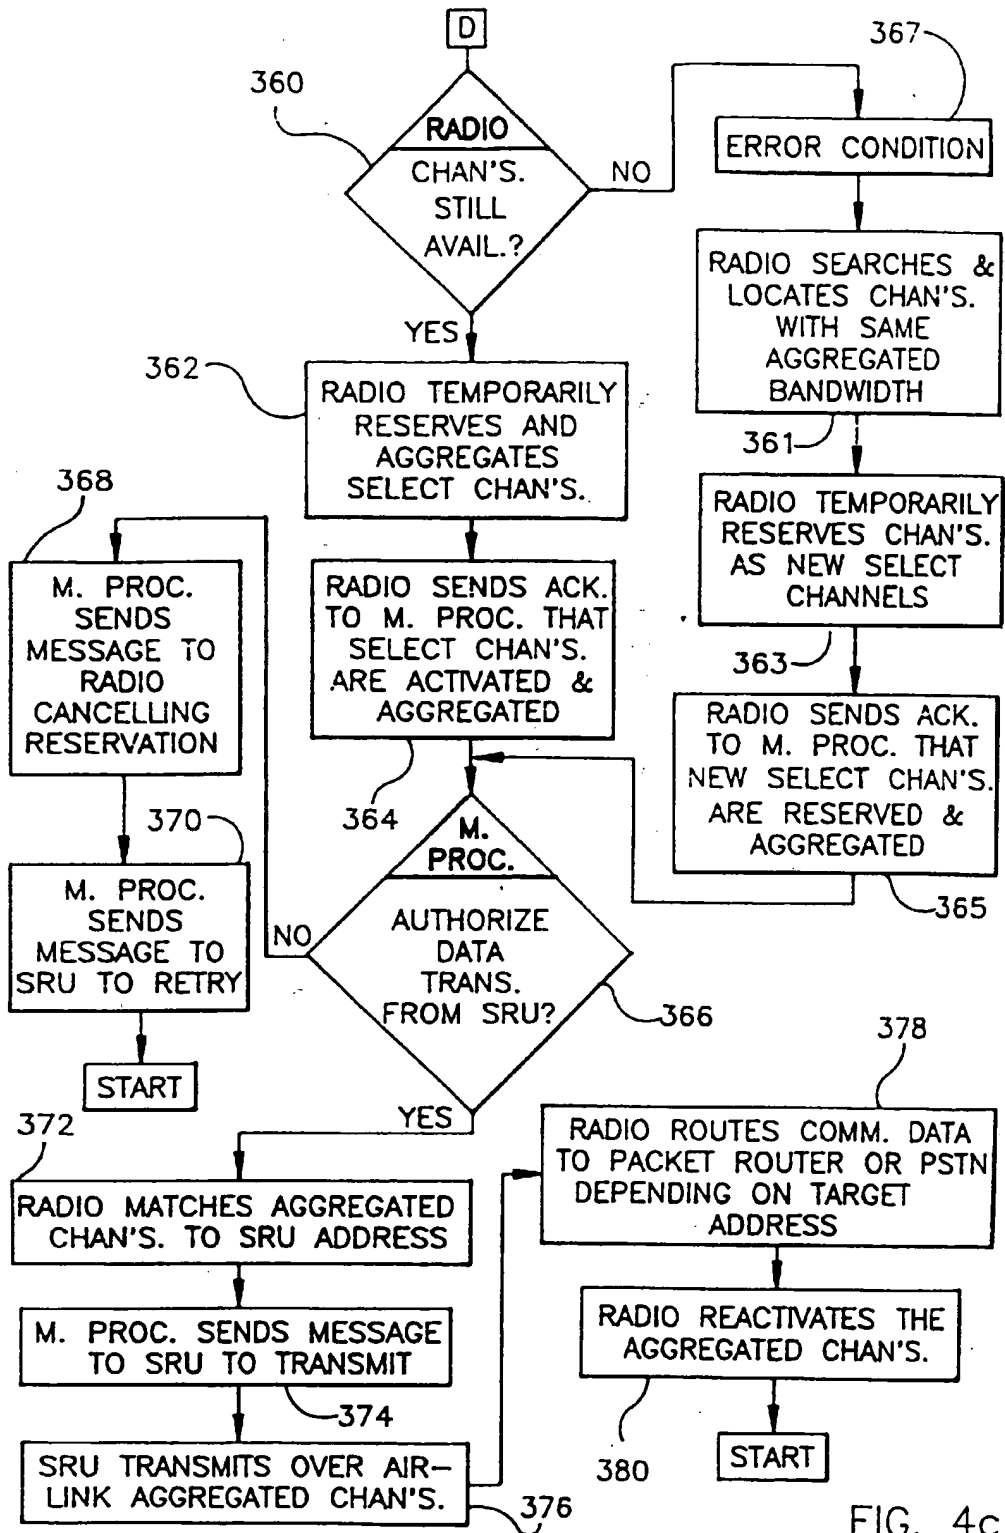 D
367
360
RADIO
CHAN'S.
STILL
AVAIL.?
NO
ERROR CONDITION
RADIO SEARCHES &
LOCATES CHAN'S.
WITH SAME
AGGREGATED
BANDWIDTH
361
YES
362
RADIO TEMPORARILY
RESERVES AND
AGGREGATES
SELECT CHAN'S.
RADIO TEMPORARILY
RESERVES CHAN'S.
AS NEW SELECT
CHANNELS
363
368
M. PROC.
SENDS
MESSAGE TO
RADIO
CANCELLING
RESERVATION
RADIO SENDS ACK.
TO M. PROC. THAT
SELECT CHAN'S.
ARE ACTIVATED &
AGGREGATED
364
RADIO SENDS ACK.
TO M. PROC. THAT
NEW SELECT CHAN'S.
ARE RESERVED &
AGGREGATED
365
370
M. PROC.
SENDS
MESSAGE TO
SRU TO RETRY
START
M.
PROC.
AUTHORIZE
DATA
TRANS.
FROM SRU?
NO
366
YES
372
RADIO MATCHES AGGREGATED
CHAN'S. TO SRU ADDRESS
M. PROC. SENDS MESSAGE
TO SRU TO TRANSMIT
374
SRU TRANSMITS OVER AIR-
LINK AGGREGATED CHAN'S.
376
378
RADIO ROUTES COMM. DATA
TO PACKET ROUTER OR PSTN
DEPENDING ON TARGET
ADDRESS
RADIO REACTIVATES THE
AGGREGATED CHAN'S.
380
START
FIG. 4c